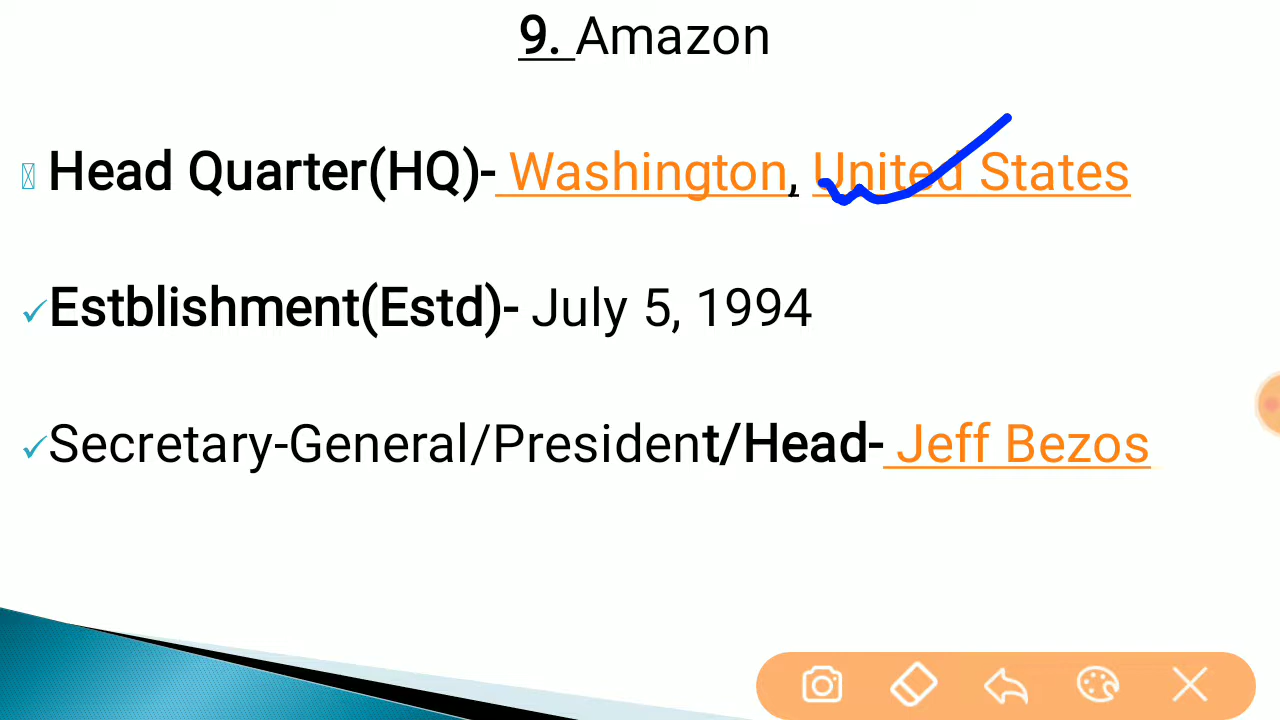 9. Amazon
Head Quarter(HQ)- Washington, United States
Estblishment(Estd)- July 5, 1994
Secretary-General/President/Head- Jeff Bezos